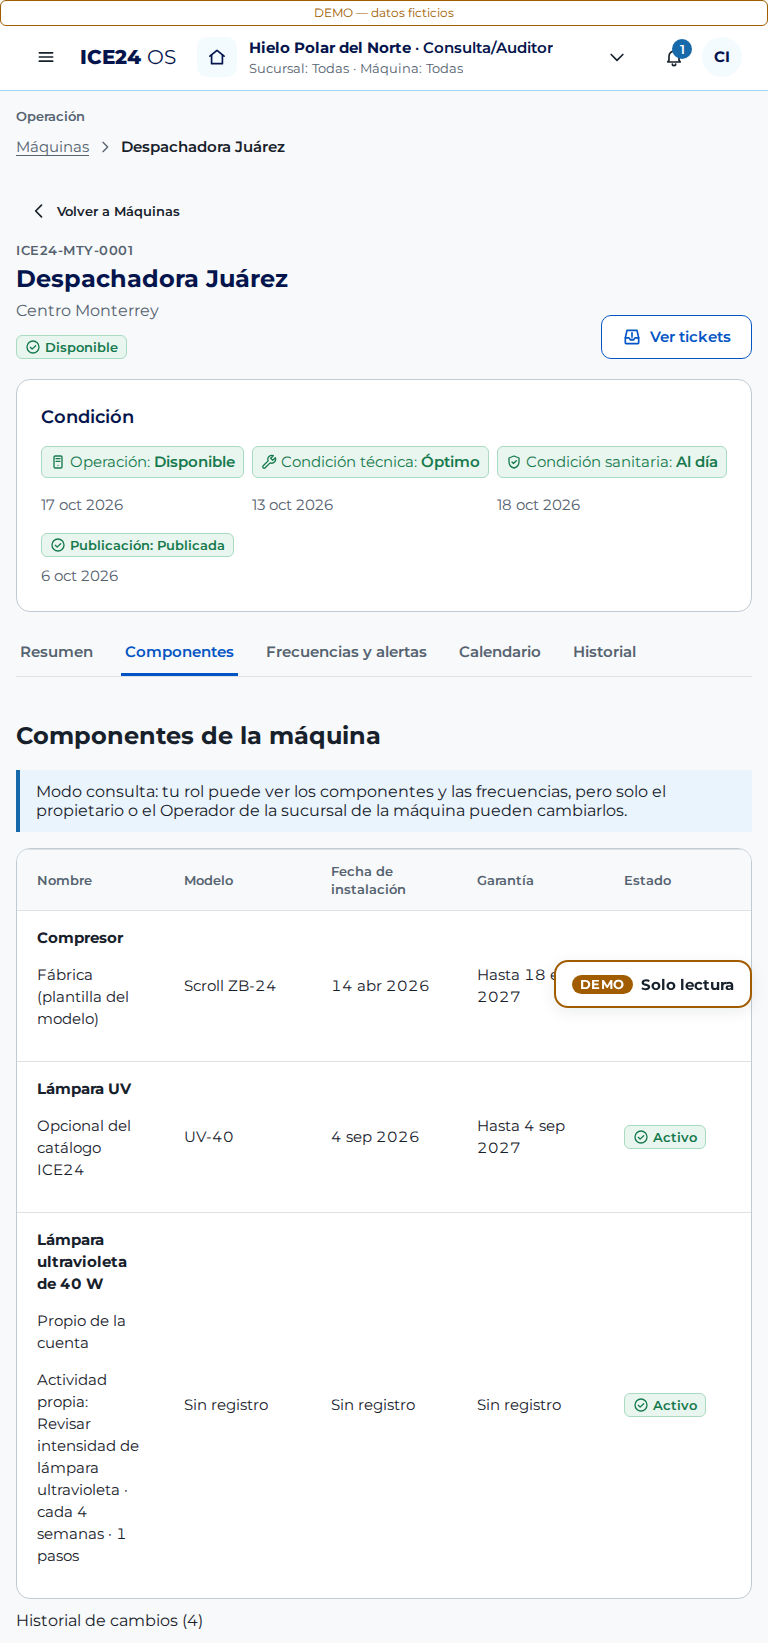 DEMO — datos ficticios
ICE24 OS
Hielo Polar del Norte · Consulta/Auditor
Sucursal: Todas · Máquina: Todas
1
CI
Operación
Máquinas > Despachadora Juárez
Volver a Máquinas
ICE24-MTY-0001
Despachadora Juárez
Centro Monterrey
Disponible
Ver tickets
Condición
Operación: Disponible
Condición técnica: Óptimo
Condición sanitaria: Al día
17 oct 2026
13 oct 2026
18 oct 2026
Publicación: Publicada
6 oct 2026
Resumen
Componentes
Frecuencias y alertas
Calendario
Historial
Componentes de la máquina
Modo consulta: tu rol puede ver los componentes y las frecuencias, pero solo el
propietario o el Operador de la sucursal de la máquina pueden cambiarlos.
Nombre
Modelo
Fecha de
instalación
Garantía
Estado
Compresor
Fábrica
(plantilla del
modelo)
Scroll ZB-24
14 abr 2026
Hasta 18
2027
DEMO Solo lectura
Lámpara UV
Opcional del
catálogo
ICE24
UV-40
4 sep 2026
Hasta 4 sep
2027
Activo
Lámpara
ultravioleta
de 40 W
Propio de la
cuenta
Actividad
propia:
Revisar
intensidad de
lámpara
ultravioleta ·
cada 4
semanas · 1
pasos
Sin registro
Sin registro
Sin registro
Activo
Historial de cambios (4)